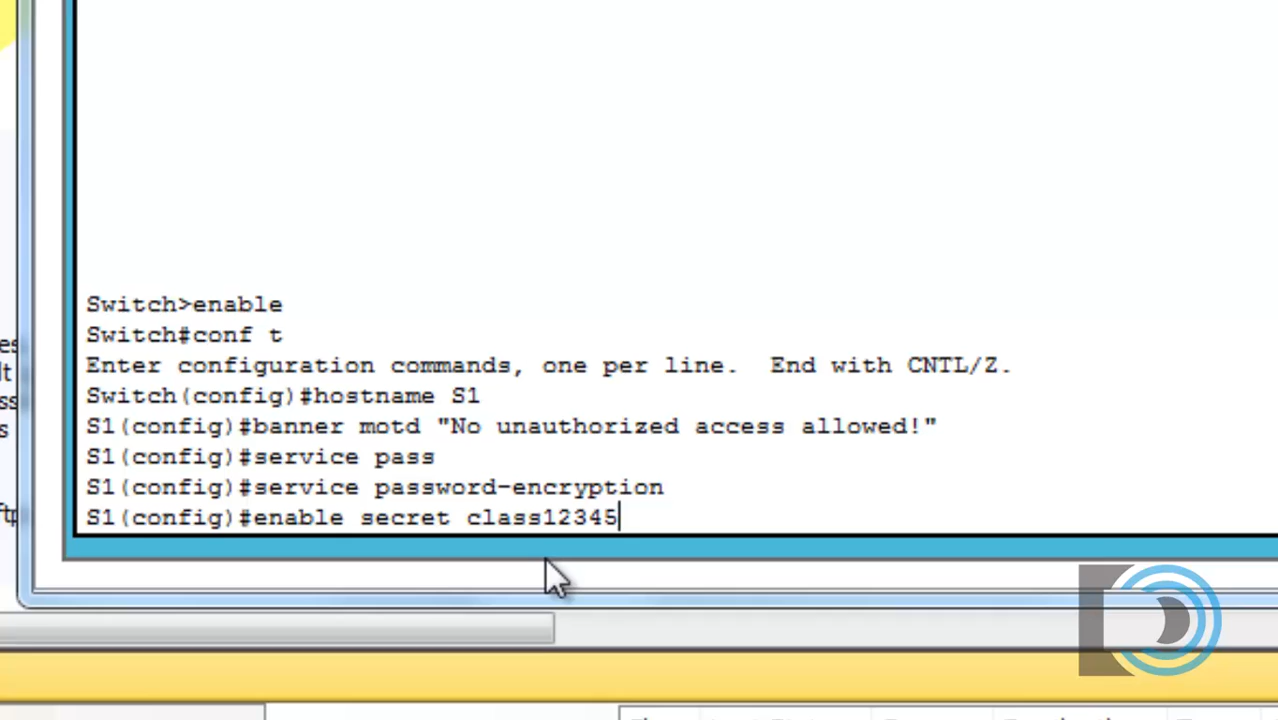 Switch>enable
Switch#conf t
Enter configuration commands, one per line.  End with CNTL/Z.
Switch(config)#hostname S1
S1(config)#banner motd "No unauthorized access allowed!"
S1(config)#service pass
S1(config)#service password-encryption
S1(config)#enable secret class12345